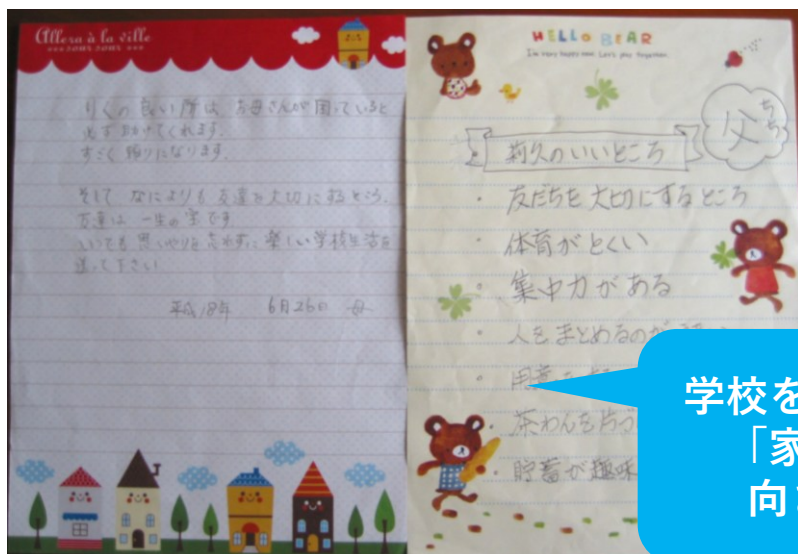 Allera à la ville
りくの良い所は お母さんが困っていると
必ず助けてくれます。
すごく頼りになります。
そして なによりも 友達を大切にするところ。
友達は 一生の宝です
いつでも 思いやりを忘れずに 楽しい学校生活を
送って下さい
平成18年 6月26日 母
HELLO BEAR
I'm very happy now. Let's play together.
父 ちち
莉久のいいところ
・友だちを大切にするところ
・体育がとくい
・集中力がある
・人をまとめるのが
・用意
・茶わんを片づ
・貯蓄が趣味
学校を
「家
向